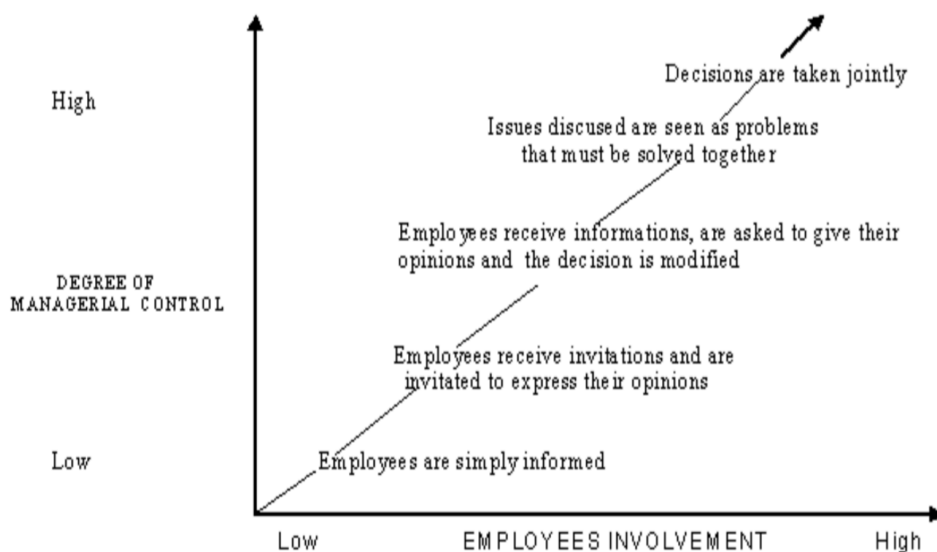 Decisions are taken jointly
High
Issues discused are seen as problems
that must be solved together
Employees receive informations, are asked to give their
opinions and the decision is modified
DEGREE OF
MANAGERIAL CONTROL
Employees receive invitations and are
invitated to express their opinions
Low
Employees are simply informed
Low
EMPLOYEES INVOLVEMENT
High